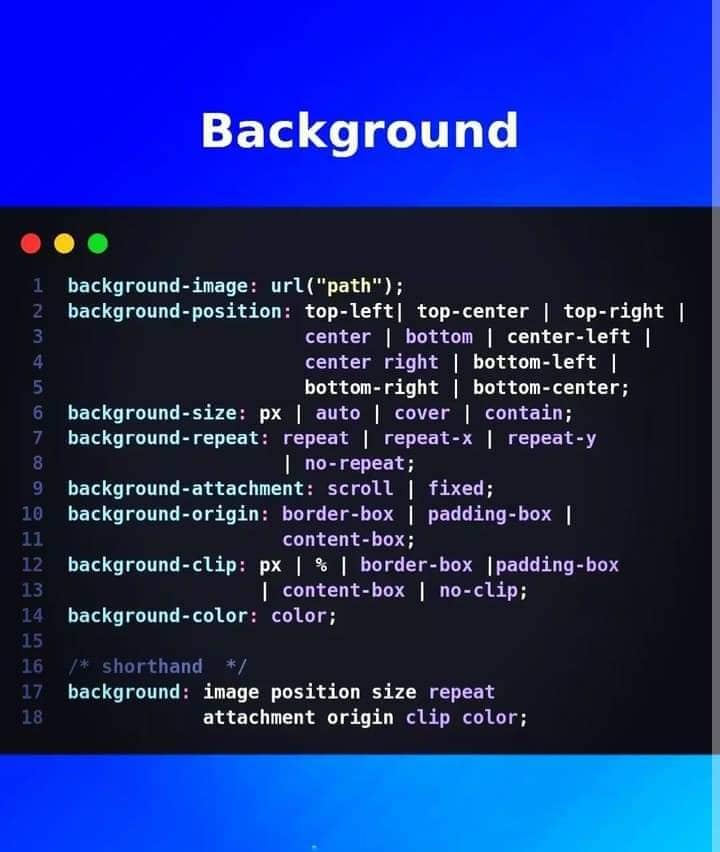 Background
1 background-image: url("path");
2 background-position: top-left| top-center | top-right |
3 center | bottom | center-left |
4 center right | bottom-left |
5 bottom-right | bottom-center;
6 background-size: px | auto | cover | contain;
7 background-repeat: repeat | repeat-x | repeat-y
8 | no-repeat;
9 background-attachment: scroll | fixed;
10 background-origin: border-box | padding-box |
11 content-box;
12 background-clip: px | % | border-box |padding-box
13 | content-box | no-clip;
14 background-color: color;
15
16 /* shorthand  */
17 background: image position size repeat
18 attachment origin clip color;